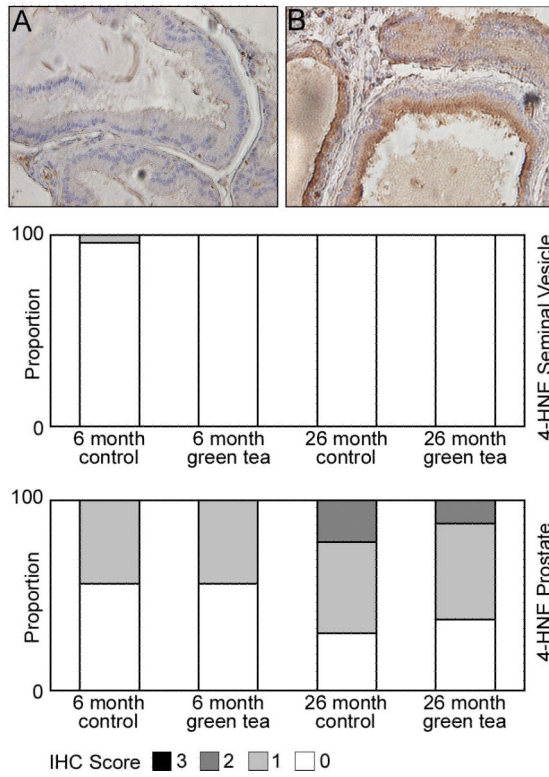 A
B
100
Proportion
0
6 month control
6 month green tea
26 month control
26 month green tea
4-HNE Seminal Vesicle
100
Proportion
0
6 month control
6 month green tea
26 month control
26 month green tea
4-HNE Prostate
IHC Score 3 2 1 0